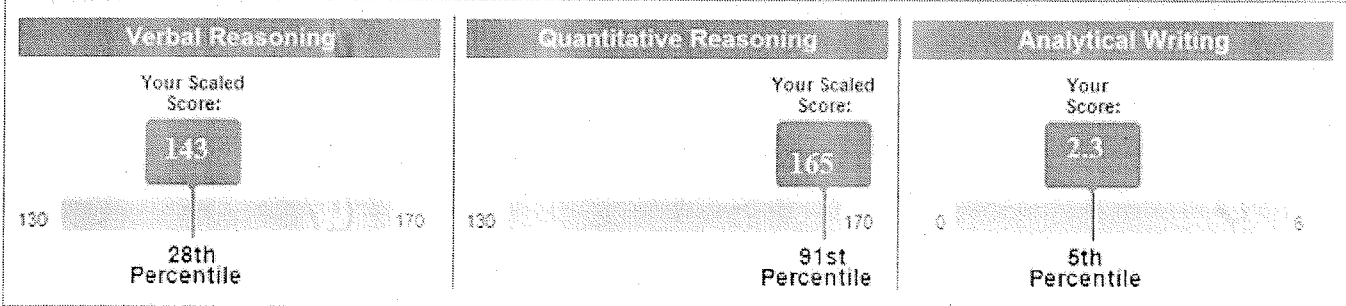 Verbal Reasoning
Your Scaled
Score:
143
130
170
28th
Percentile
Quantitative Reasoning
Your Scaled
Score:
165
130
170
91st
Percentile
Analytical Writing
Your
Score:
2.3
0
6
5th
Percentile